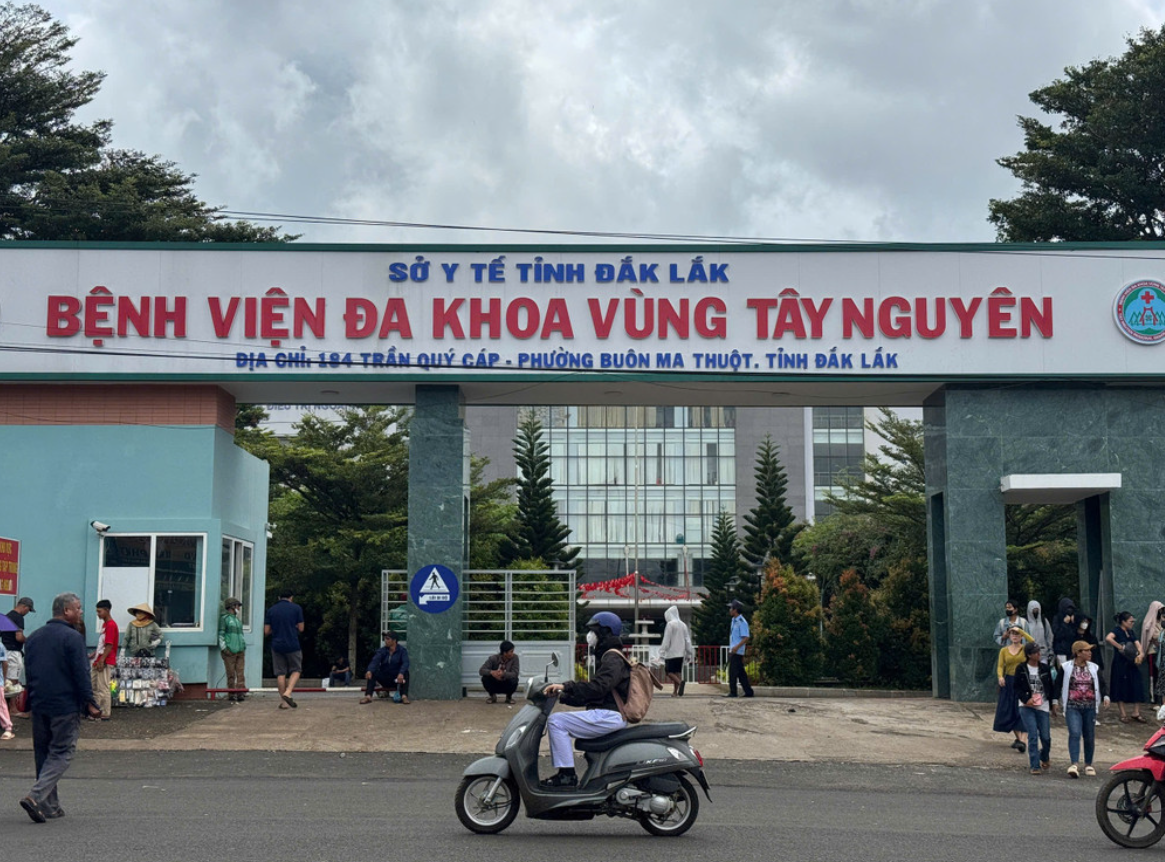 SỞ Y TẾ TỈNH ĐẮK LẮK
BỆNH VIỆN ĐA KHOA VÙNG TÂY NGUYÊN
ĐỊA CHỈ: 184 TRẦN QUÝ CÁP - PHƯỜNG BUÔN MA THUỘT. TỈNH ĐẮK LẮK